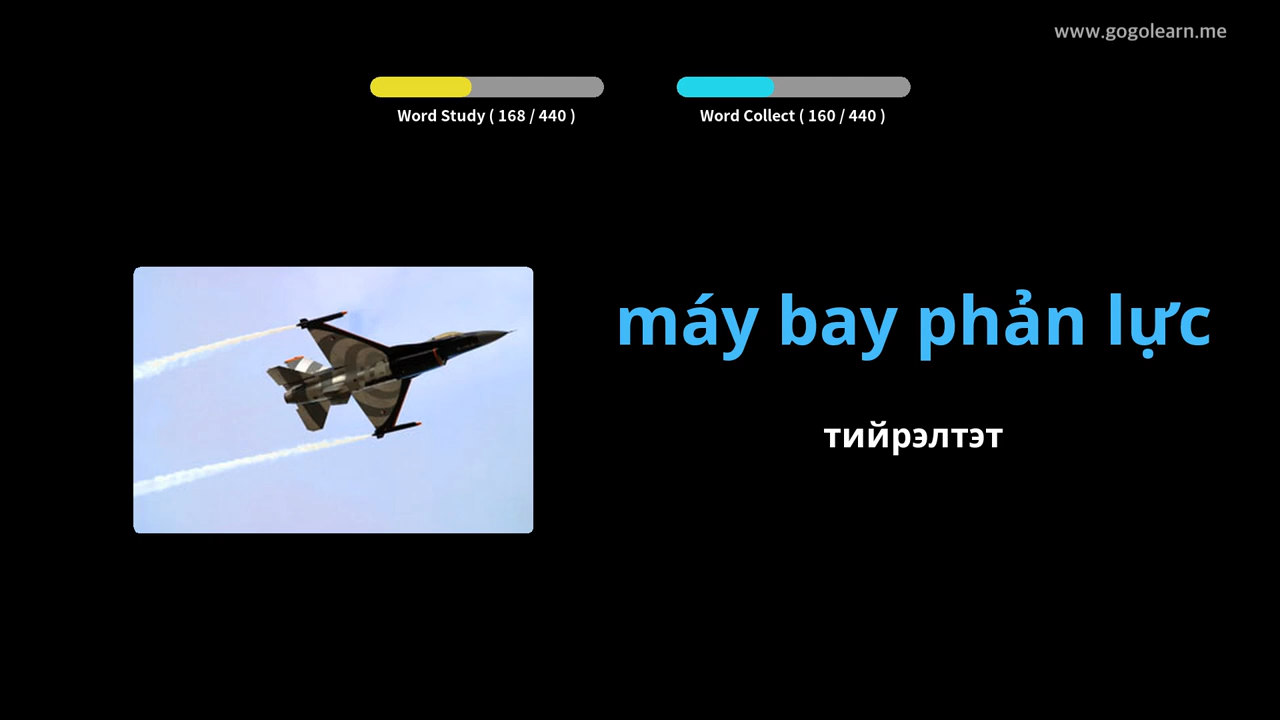 www.gogolearn.me
Word Study ( 168 / 440 )
Word Collect ( 160 / 440 )
máy bay phản lực
тийрэлтэт